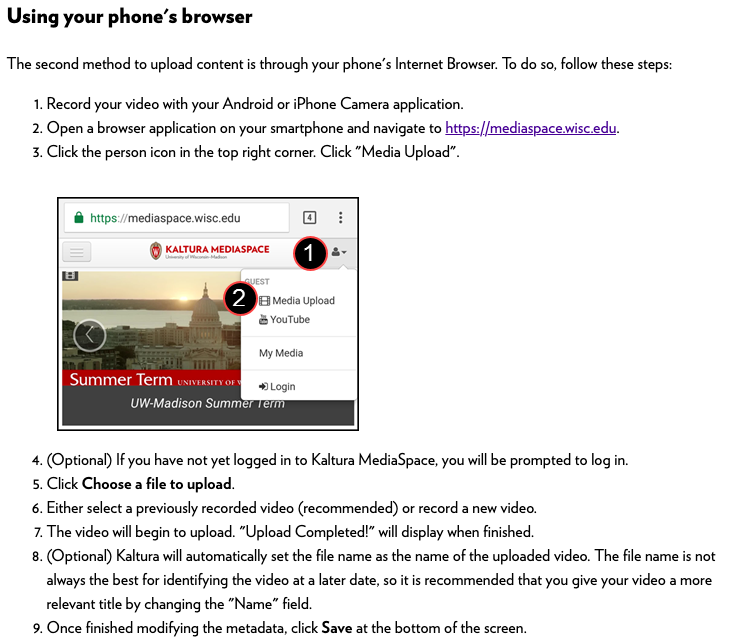 Using your phone's browser
The second method to upload content is through your phone's Internet Browser. To do so, follow these steps:
1. Record your video with your Android or iPhone Camera application.
2. Open a browser application on your smartphone and navigate to https://mediaspace.wisc.edu.
3. Click the person icon in the top right corner. Click "Media Upload".
https://mediaspace.wisc.edu 4
KALTURA MEDIASPACE
University of Wisconsin-Madison
1
GUEST
2 Media Upload
YouTube
My Media
Login
Summer Term UNIVERSITY OF
UW-Madison Summer Term
4. (Optional) If you have not yet logged in to Kaltura MediaSpace, you will be prompted to log in.
5. Click Choose a file to upload.
6. Either select a previously recorded video (recommended) or record a new video.
7. The video will begin to upload. "Upload Completed!" will display when finished.
8. (Optional) Kaltura will automatically set the file name as the name of the uploaded video. The file name is not
always the best for identifying the video at a later date, so it is recommended that you give your video a more
relevant title by changing the "Name" field.
9. Once finished modifying the metadata, click Save at the bottom of the screen.